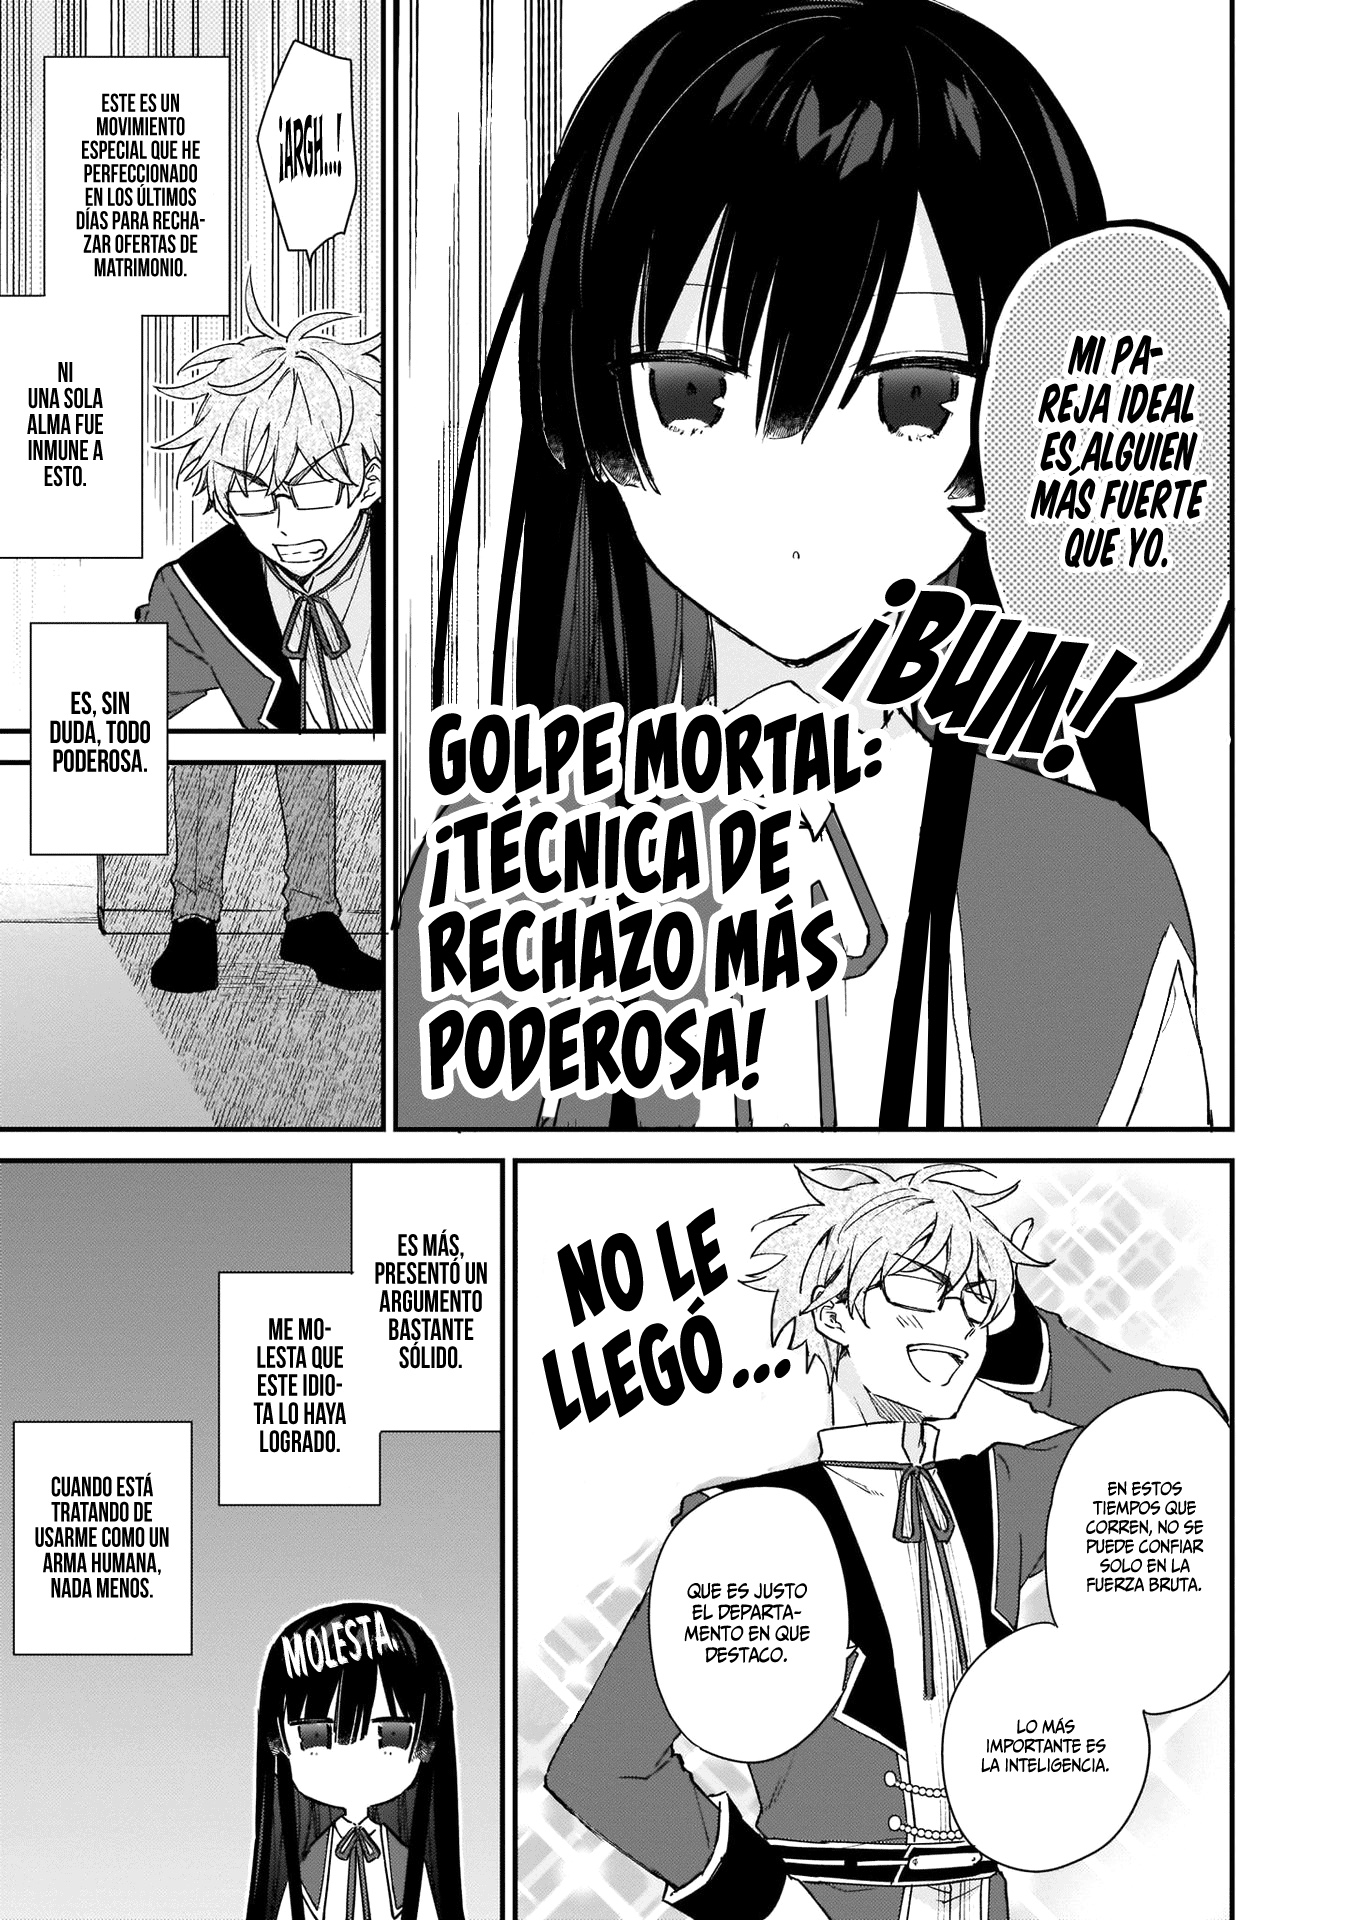 MI PA-
REJA IDEAL
ES ALGUIEN
MÁS FUERTE
QUE YO.
¡BUM!
GOLPE MORTAL:
¡TÉCNICA DE
RECHAZO MÁS
PODEROSA!
¡ARGH...!
ESTE ES UN
MOVIMIENTO
ESPECIAL QUE HE
PERFECCIONADO
EN LOS ÚLTIMOS
DÍAS PARA RECHA-
ZAR OFERTAS DE
MATRIMONIO.
NI
UNA SOLA
ALMA FUE
INMUNE A
ESTO.
ES, SIN
DUDA, TODO
PODEROSA.
NO LE
LLEGÓ...
EN ESTOS
TIEMPOS QUE
CORREN, NO SE
PUEDE CONFIAR
SOLO EN LA
FUERZA BRUTA.
LO MÁS
IMPORTANTE ES
LA INTELIGENCIA.
QUE ES JUSTO
EL DEPARTA-
MENTO EN QUE
DESTACO.
ES MÁS,
PRESENTÓ UN
ARGUMENTO
BASTANTE
SÓLIDO.
ME MO-
LESTA QUE
ESTE IDIO-
TA LO HAYA
LOGRADO.
CUANDO ESTÁ
TRATANDO DE
USARME COMO UN
ARMA HUMANA,
NADA MENOS.
MOLESTA.